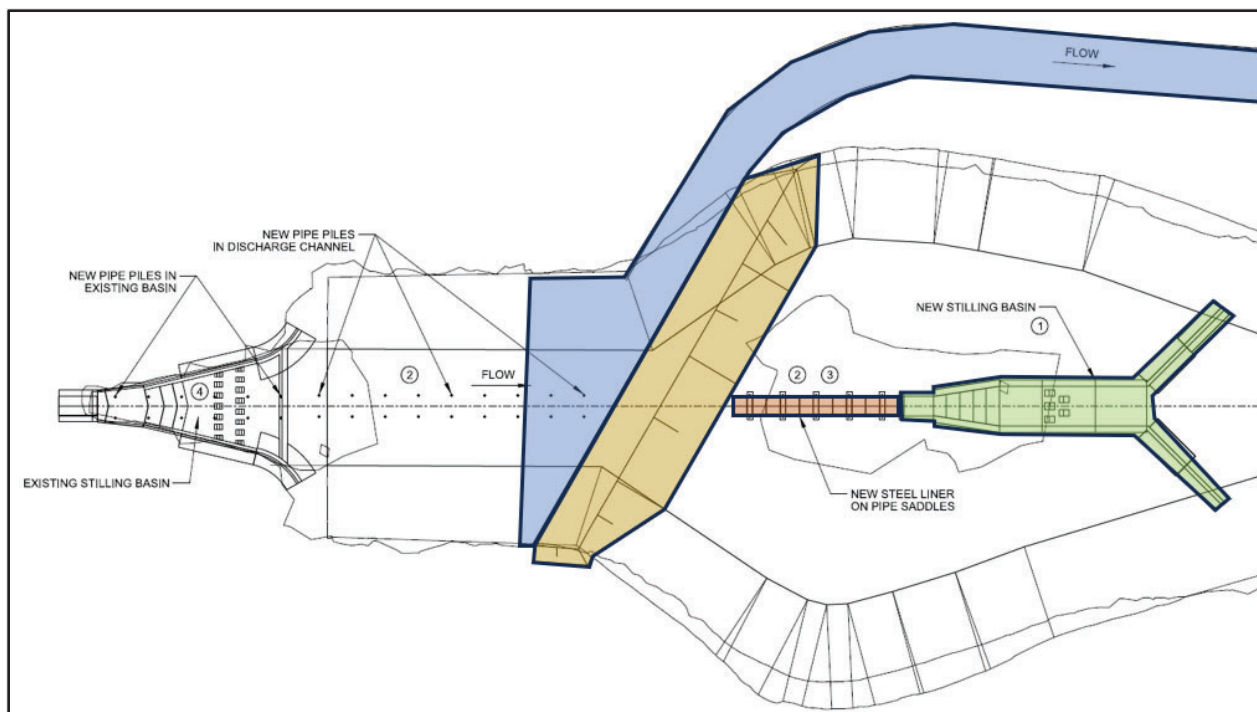 FLOW
NEW PIPE PILES
IN DISCHARGE CHANNEL
NEW PIPE PILES IN
EXISTING BASIN
NEW STILLING BASIN
1
FLOW
2
2 3
4
EXISTING STILLING BASIN
NEW STEEL LINER
ON PIPE SADDLES